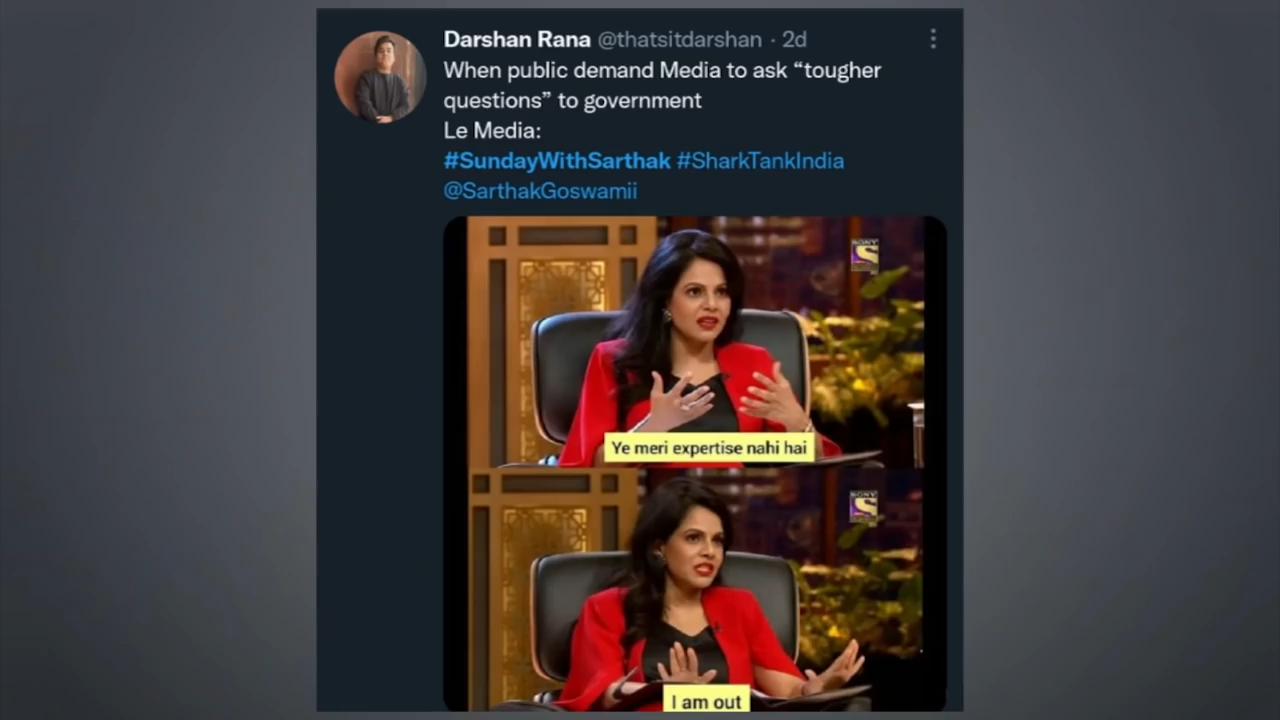 Darshan Rana @thatsitdarshan · 2d
When public demand Media to ask “tougher
questions” to government
Le Media:
#SundayWithSarthak #SharkTankIndia
@SarthakGoswamii
SONY
Ye meri expertise nahi hai
SONY
I am out